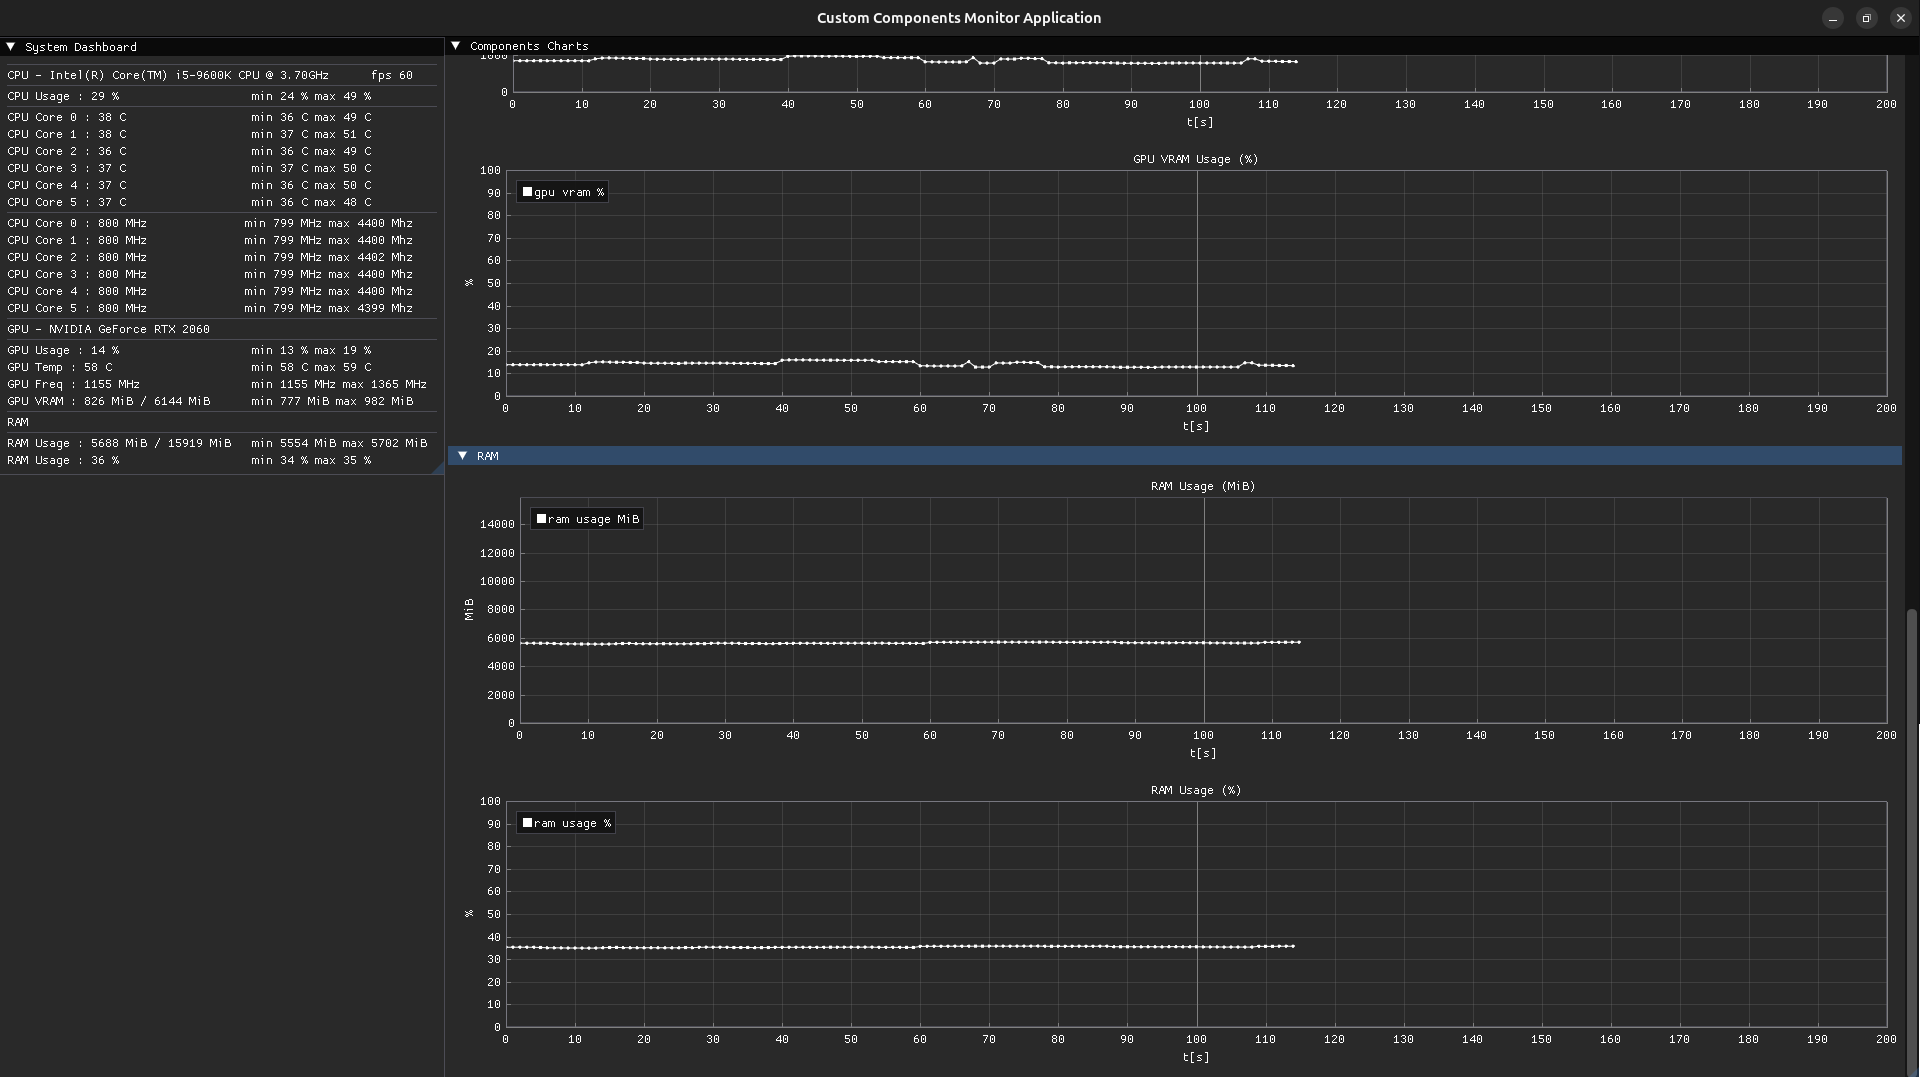 Custom Components Monitor Application
System Dashboard
CPU - Intel(R) Core(TM) i5-9600K CPU @ 3.70GHz fps 60
CPU Usage : 29 % min 24 % max 49 %
CPU Core 0 : 38 C min 36 C max 49 C
CPU Core 1 : 38 C min 37 C max 51 C
CPU Core 2 : 36 C min 36 C max 49 C
CPU Core 3 : 37 C min 37 C max 50 C
CPU Core 4 : 37 C min 36 C max 50 C
CPU Core 5 : 37 C min 36 C max 48 C
CPU Core 0 : 800 MHz min 799 MHz max 4400 Mhz
CPU Core 1 : 800 MHz min 799 MHz max 4400 Mhz
CPU Core 2 : 800 MHz min 799 MHz max 4402 Mhz
CPU Core 3 : 800 MHz min 799 MHz max 4400 Mhz
CPU Core 4 : 800 MHz min 799 MHz max 4400 Mhz
CPU Core 5 : 800 MHz min 799 MHz max 4399 Mhz
GPU - NVIDIA GeForce RTX 2060
GPU Usage : 14 % min 13 % max 19 %
GPU Temp : 58 C min 58 C max 59 C
GPU Freq : 1155 MHz min 1155 MHz max 1365 MHz
GPU VRAM : 826 MiB / 6144 MiB min 777 MiB max 982 MiB
RAM
RAM Usage : 5688 MiB / 15919 MiB min 5554 MiB max 5702 MiB
RAM Usage : 36 % min 34 % max 35 %
Components Charts
1000
0
0 10 20 30 40 50 60 70 80 90 100 110 120 130 140 150 160 170 180 190 200
t[s]
GPU VRAM Usage (%)
gpu vram %
%
100
90
80
70
60
50
40
30
20
10
0
0 10 20 30 40 50 60 70 80 90 100 110 120 130 140 150 160 170 180 190 200
t[s]
RAM
RAM Usage (MiB)
ram usage MiB
MiB
14000
12000
10000
8000
6000
4000
2000
0
0 10 20 30 40 50 60 70 80 90 100 110 120 130 140 150 160 170 180 190 200
t[s]
RAM Usage (%)
ram usage %
%
100
90
80
70
60
50
40
30
20
10
0
0 10 20 30 40 50 60 70 80 90 100 110 120 130 140 150 160 170 180 190 200
t[s]